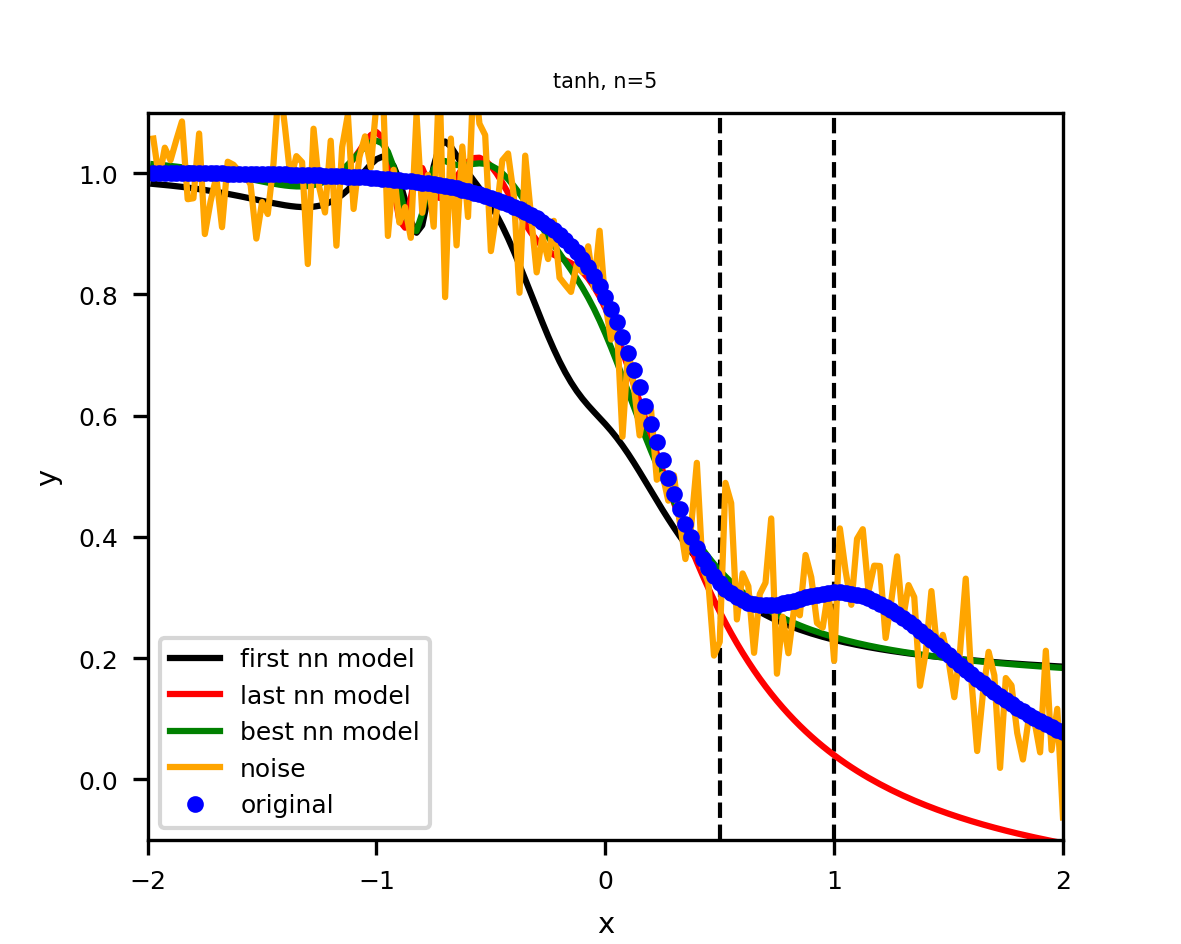 tanh, n=5
y
1.0
0.8
0.6
0.4
0.2
0.0
first nn model
last nn model
best nn model
noise
original
−2
−1
0
1
2
x